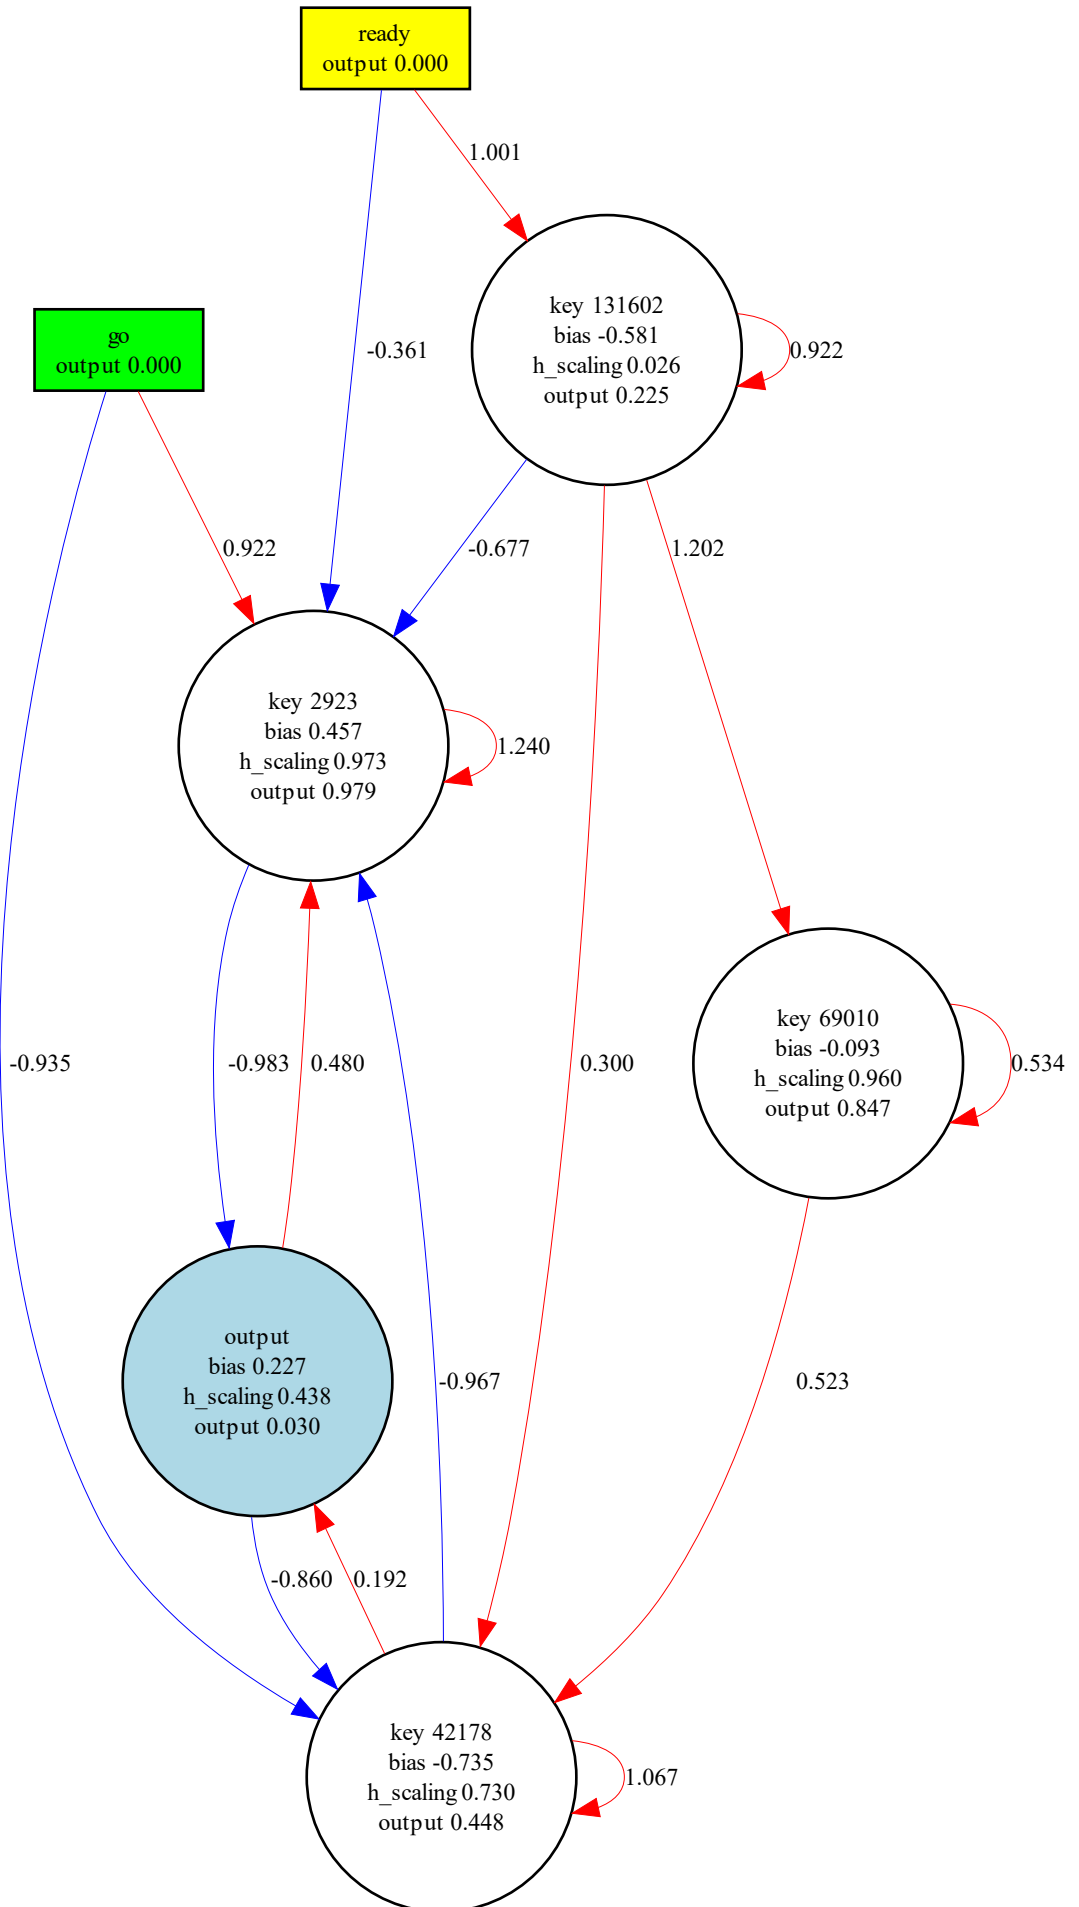 ready
output 0.000
1.001
key 131602
bias -0.581
h_scaling 0.026
output 0.225
0.922
go
output 0.000
-0.361
0.922
-0.677
1.202
key 2923
bias 0.457
h_scaling 0.973
output 0.979
1.240
key 69010
bias -0.093
h_scaling 0.960
output 0.847
0.534
-0.935
-0.983
0.480
0.300
output
bias 0.227
h_scaling 0.438
output 0.030
-0.967
0.523
-0.860
0.192
key 42178
bias -0.735
h_scaling 0.730
output 0.448
1.067